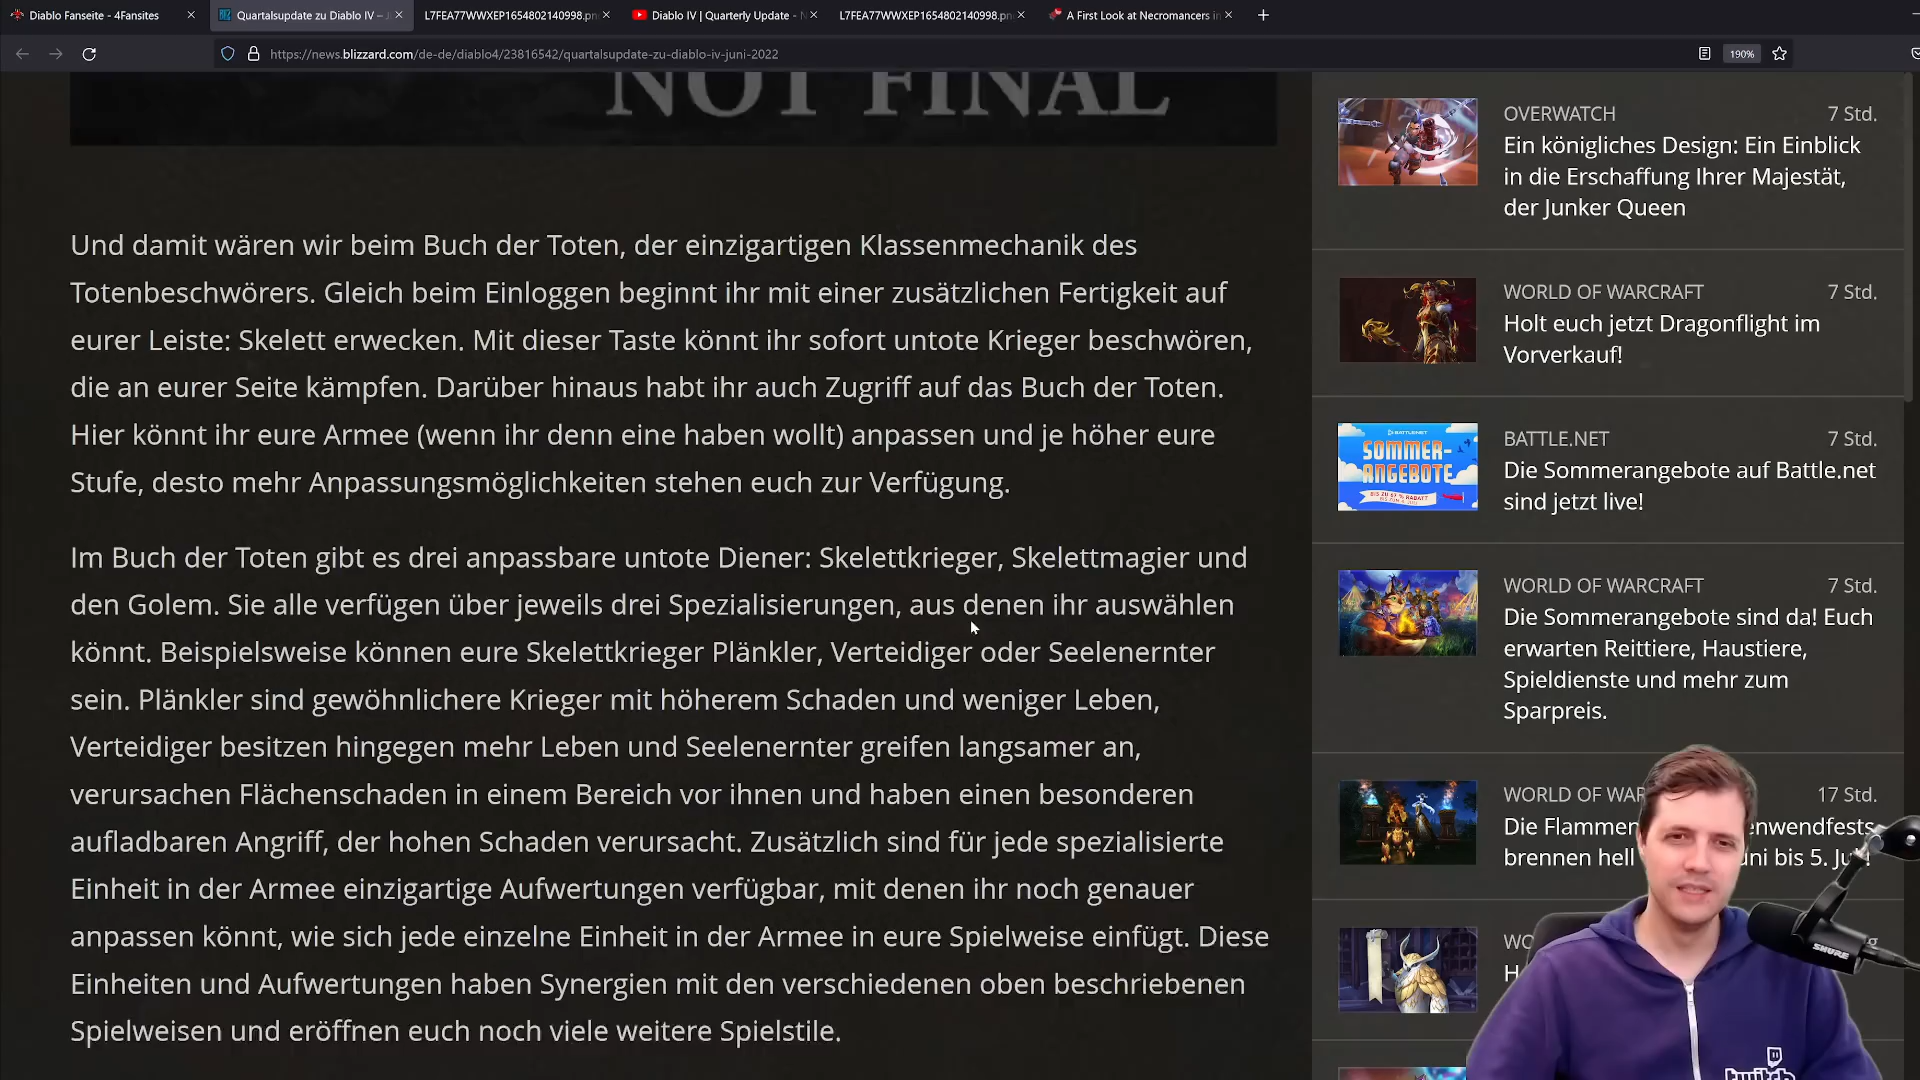 Diablo Fanseite - 4Fansites
Quartalsupdate zu Diablo IV –
L7FEA77WWXEP1654802140998.pn
Diablo IV | Quarterly Update -
L7FEA77WWXEP1654802140998.pn
A First Look at Necromancers in
https://news.blizzard.com/de-de/diablo4/23816542/quartalsupdate-zu-diablo-iv-juni-2022
190%
NOT FINAL
Und damit wären wir beim Buch der Toten, der einzigartigen Klassenmechanik des
Totenbeschwörers. Gleich beim Einloggen beginnt ihr mit einer zusätzlichen Fertigkeit auf
eurer Leiste: Skelett erwecken. Mit dieser Taste könnt ihr sofort untote Krieger beschwören,
die an eurer Seite kämpfen. Darüber hinaus habt ihr auch Zugriff auf das Buch der Toten.
Hier könnt ihr eure Armee (wenn ihr denn eine haben wollt) anpassen und je höher eure
Stufe, desto mehr Anpassungsmöglichkeiten stehen euch zur Verfügung.
Im Buch der Toten gibt es drei anpassbare untote Diener: Skelettkrieger, Skelettmagier und
den Golem. Sie alle verfügen über jeweils drei Spezialisierungen, aus denen ihr auswählen
könnt. Beispielsweise können eure Skelettkrieger Plänkler, Verteidiger oder Seelenernter
sein. Plänkler sind gewöhnlichere Krieger mit höherem Schaden und weniger Leben,
Verteidiger besitzen hingegen mehr Leben und Seelenernter greifen langsamer an,
verursachen Flächenschaden in einem Bereich vor ihnen und haben einen besonderen
aufladbaren Angriff, der hohen Schaden verursacht. Zusätzlich sind für jede spezialisierte
Einheit in der Armee einzigartige Aufwertungen verfügbar, mit denen ihr noch genauer
anpassen könnt, wie sich jede einzelne Einheit in der Armee in eure Spielweise einfügt. Diese
Einheiten und Aufwertungen haben Synergien mit den verschiedenen oben beschriebenen
Spielweisen und eröffnen euch noch viele weitere Spielstile.
OVERWATCH 7 Std.
Ein königliches Design: Ein Einblick
in die Erschaffung Ihrer Majestät,
der Junker Queen
WORLD OF WARCRAFT 7 Std.
Holt euch jetzt Dragonflight im
Vorverkauf!
BATTLE.NET
SOMMER-
ANGEBOTE
BATTLE.NET 7 Std.
Die Sommerangebote auf Battle.net
sind jetzt live!
WORLD OF WARCRAFT 7 Std.
Die Sommerangebote sind da! Euch
erwarten Reittiere, Haustiere,
Spieldienste und mehr zum
Sparpreis.
WORLD OF WAR 17 Std.
Die Flammen enwendfests
brennen hell uni bis 5. Jul!
WO
H
SHURE
twitch